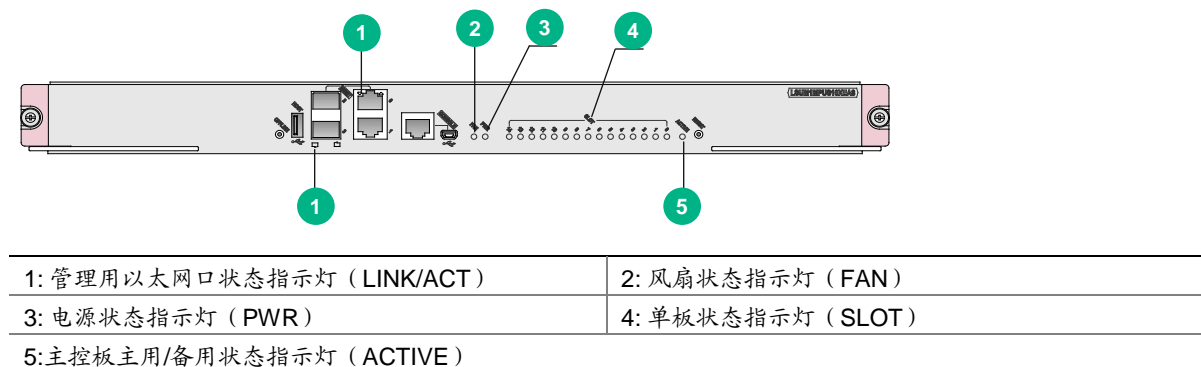 1
2
3
4
1
5
1: 管理用以太网口状态指示灯（LINK/ACT）
2: 风扇状态指示灯（FAN）
3: 电源状态指示灯（PWR）
4: 单板状态指示灯（SLOT）
5:主控板主用/备用状态指示灯（ACTIVE）